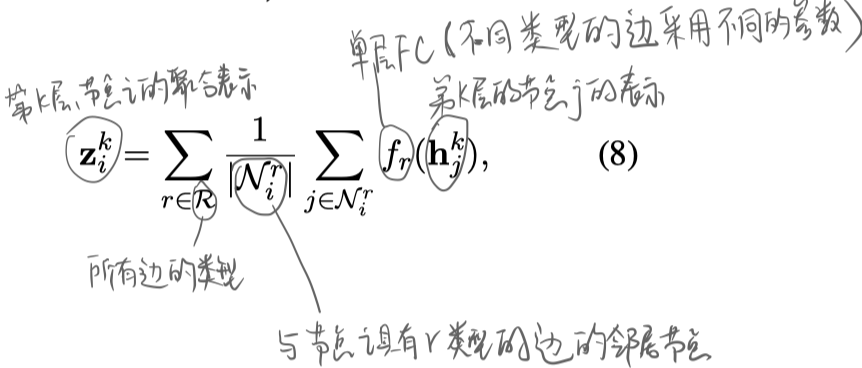 单层FC(不同类型的边采用不同的参数)
第k层,节点i的聚合表示
第k层的节点j的表示
$\mathbf{z}_i^k = \sum_{r \in \mathcal{R}} \frac{1}{|\mathcal{N}_i^r|} \sum_{j \in \mathcal{N}_i^r} f_r(\mathbf{h}_j^k),$ (8)
所有边的类型
与节点i具有r类型的边的邻居节点